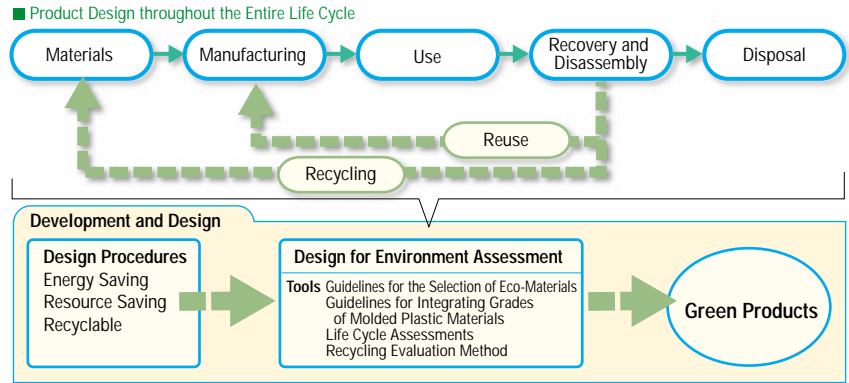 Product Design throughout the Entire Life Cycle
Materials
Manufacturing
Use
Recovery and
Disassembly
Disposal
Reuse
Recycling
Development and Design
Design Procedures
Energy Saving
Resource Saving
Recyclable
Design for Environment Assessment
Tools Guidelines for the Selection of Eco-Materials
Guidelines for Integrating Grades
of Molded Plastic Materials
Life Cycle Assessments
Recycling Evaluation Method
Green Products